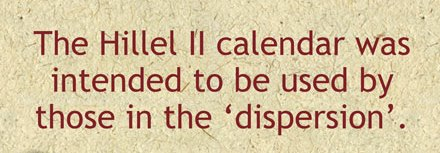 The Hillel II calendar was
intended to be used by
those in the ‘dispersion’.